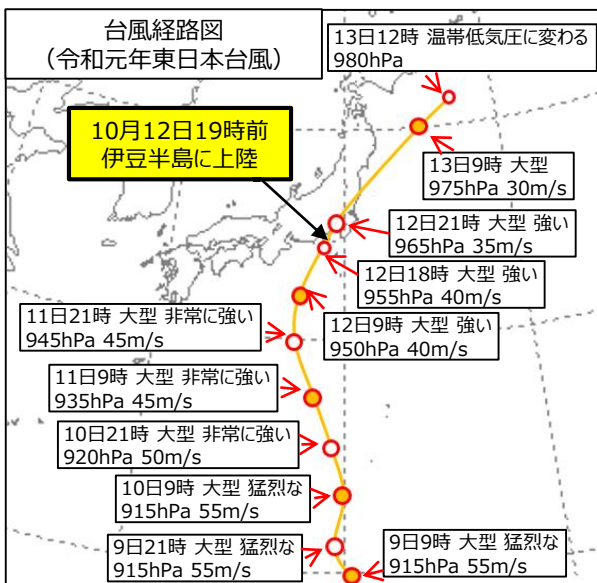 台風経路図
（令和元年東日本台風）
13日12時 温帯低気圧に変わる
980hPa
10月12日19時前
伊豆半島に上陸
13日9時 大型
975hPa 30m/s
12日21時 大型 強い
965hPa 35m/s
12日18時 大型 強い
955hPa 40m/s
11日21時 大型 非常に強い
945hPa 45m/s
12日9時 大型 強い
950hPa 40m/s
11日9時 大型 非常に強い
935hPa 45m/s
10日21時 大型 非常に強い
920hPa 50m/s
10日9時 大型 猛烈な
915hPa 55m/s
9日21時 大型 猛烈な
915hPa 55m/s
9日9時 大型 猛烈な
915hPa 55m/s